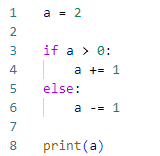 1 a = 2
2
3 if a > 0:
4     a += 1
5 else:
6     a -= 1
7
8 print(a)